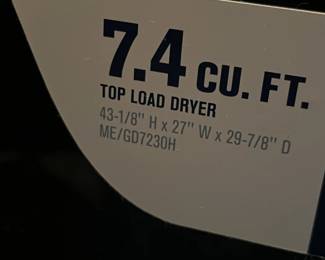 7.4 CU. FT.
TOP LOAD DRYER
43-1/8" H x 27" W x 29-7/8" D
ME/GD7230H